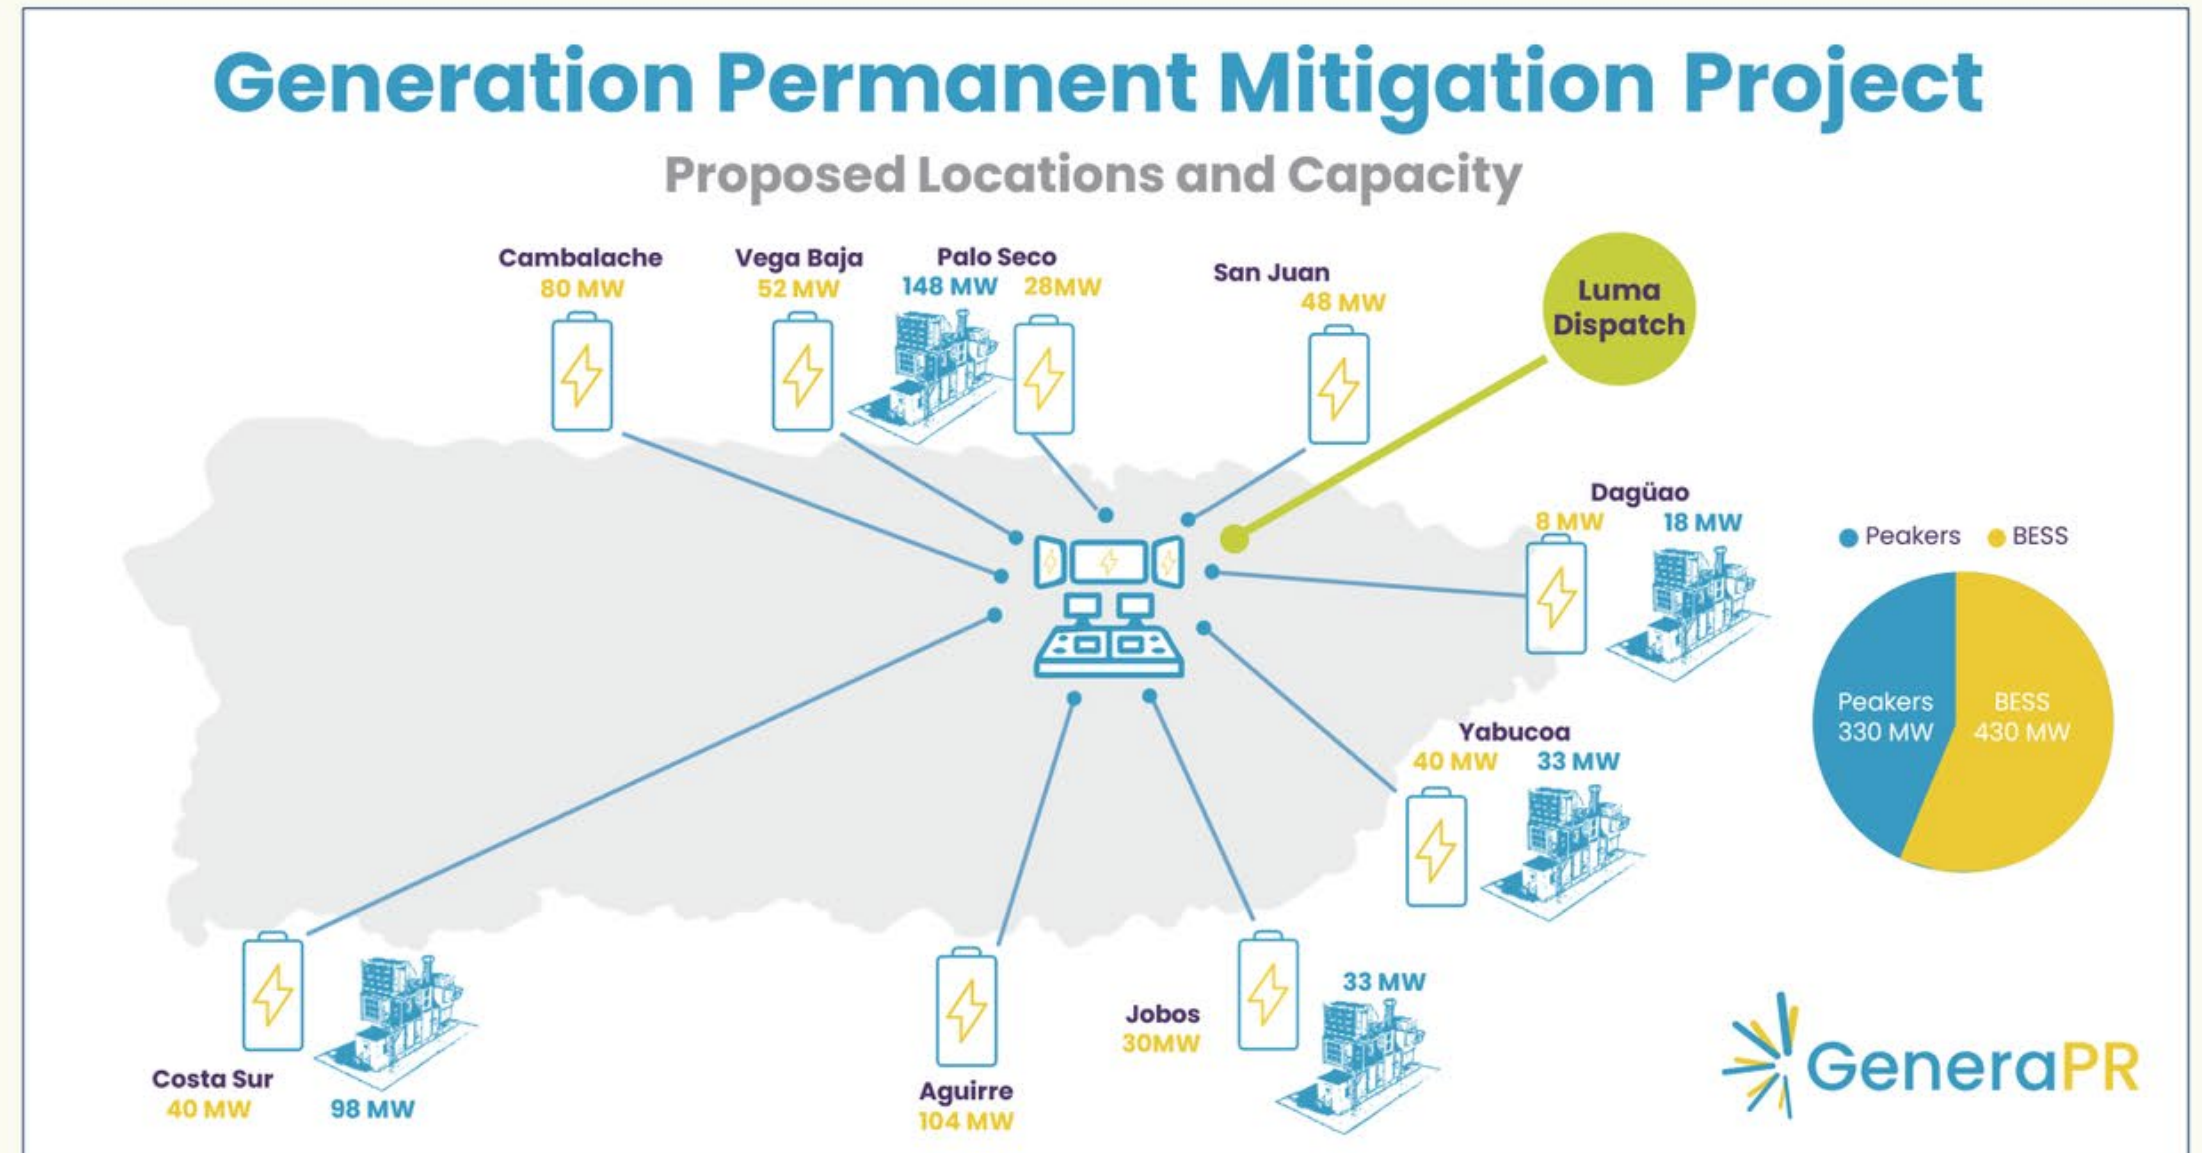 Generation Permanent Mitigation Project
Proposed Locations and Capacity
Cambalache
80 MW
Vega Baja
52 MW
Palo Seco
148 MW 28MW
San Juan
48 MW
Luma
Dispatch
Dagüao
8 MW 18 MW
Peakers BESS
Peakers
330 MW
BESS
430 MW
Yabucoa
40 MW 33 MW
Costa Sur
40 MW 98 MW
Aguirre
104 MW
Jobos
30MW
33 MW
GeneraPR